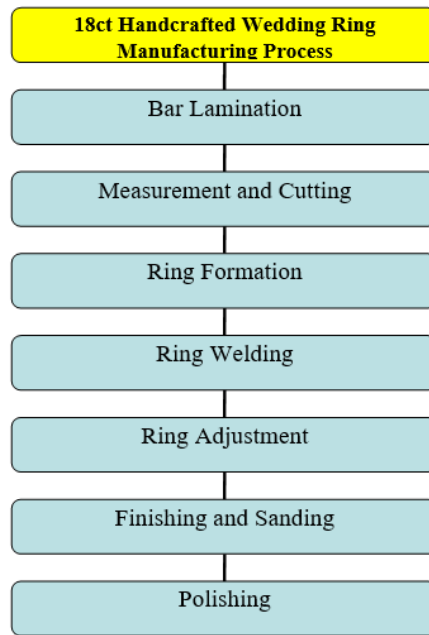 18ct Handcrafted Wedding Ring
Manufacturing Process
Bar Lamination
Measurement and Cutting
Ring Formation
Ring Welding
Ring Adjustment
Finishing and Sanding
Polishing